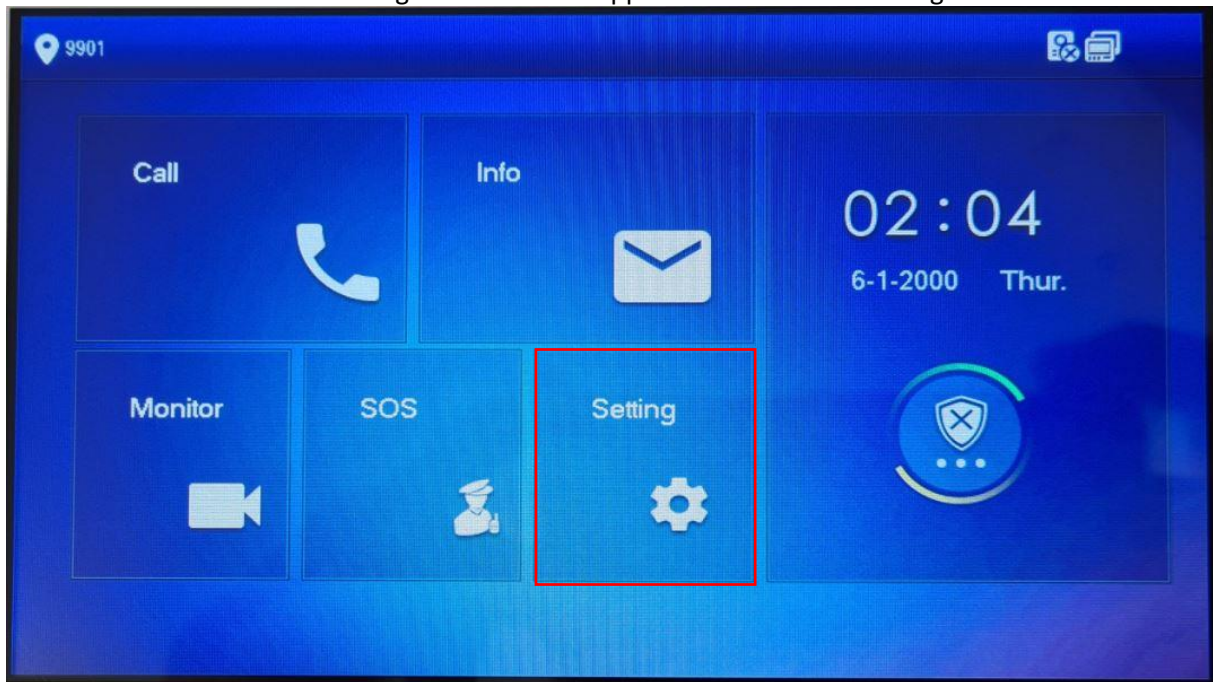 9901
Call
Info
02:04
6-1-2000 Thur.
Monitor
SOS
Setting